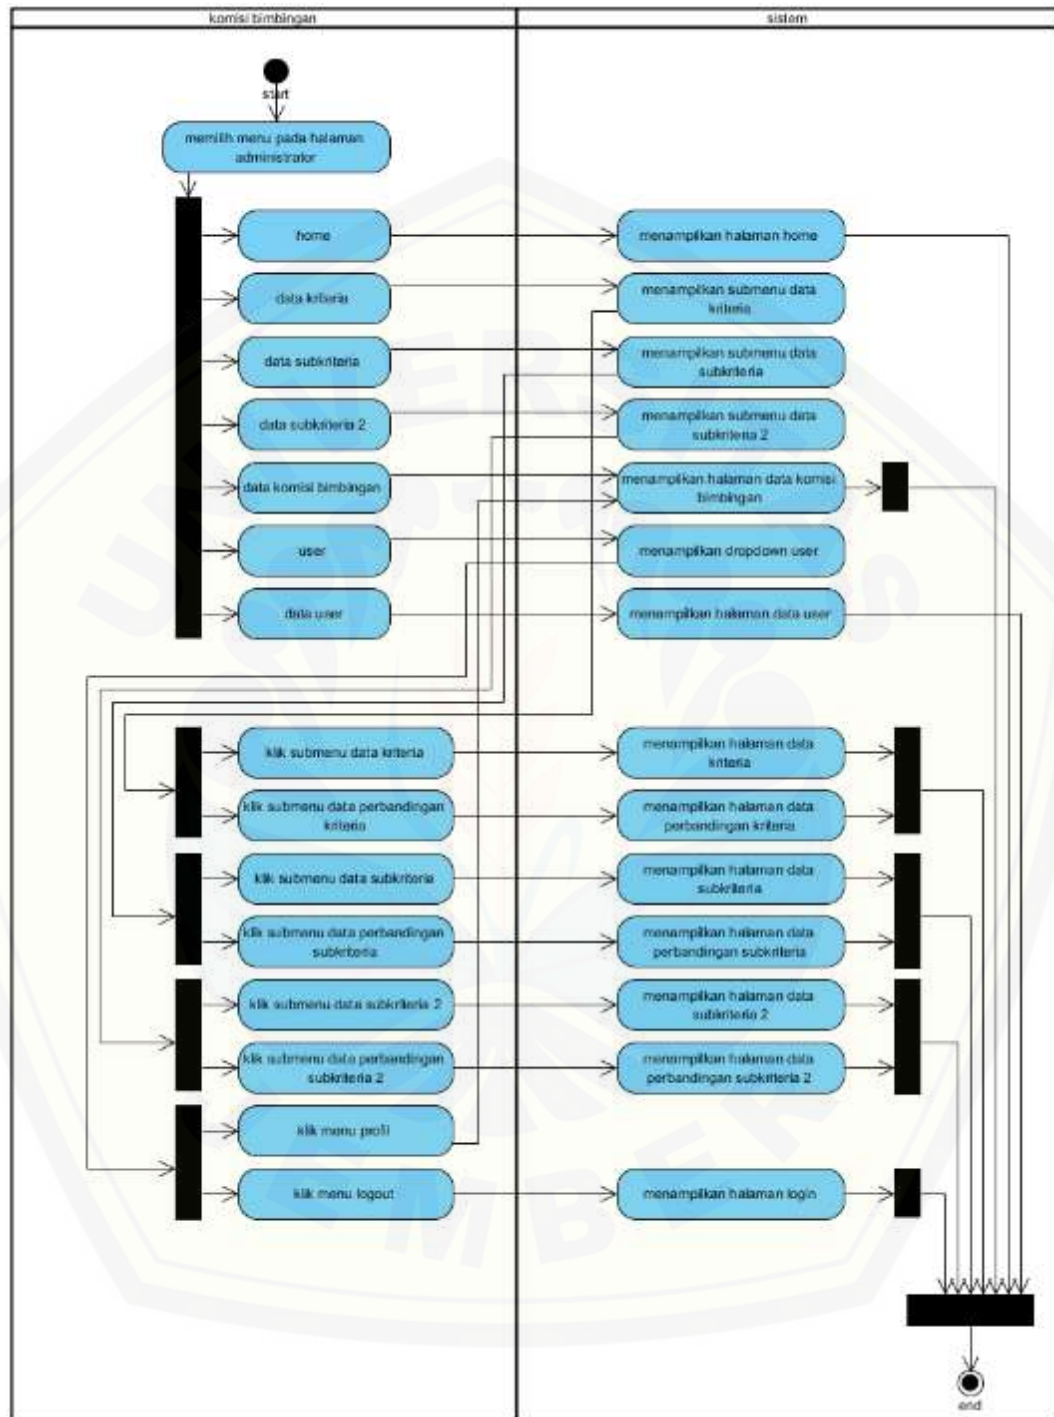 komisi bimbingan
sistem
start
memilih menu pada halaman
administrator
home
menampilkan halaman home
data kriteria
menampilkan submenu data
kriteria
data subkriteria
menampilkan submenu data
subkriteria
data subkriteria 2
menampilkan submenu data
subkriteria 2
data komisi bimbingan
menampilkan halaman data komisi
bimbingan
user
menampilkan dropdown user
data user
menampilkan halaman data user
klik submenu data kriteria
menampilkan halaman data
kriteria
klik submenu data perbandingan
kriteria
menampilkan halaman data
perbandingan kriteria
klik submenu data subkriteria
menampilkan halaman data
subkriteria
klik submenu data perbandingan
subkriteria
menampilkan halaman data
perbandingan subkriteria
klik submenu data subkriteria 2
menampilkan halaman data
subkriteria 2
klik submenu data perbandingan
subkriteria 2
menampilkan halaman data
perbandingan subkriteria 2
klik menu profil
klik menu logout
menampilkan halaman login
end
UNIVERSITAS
JEMBER